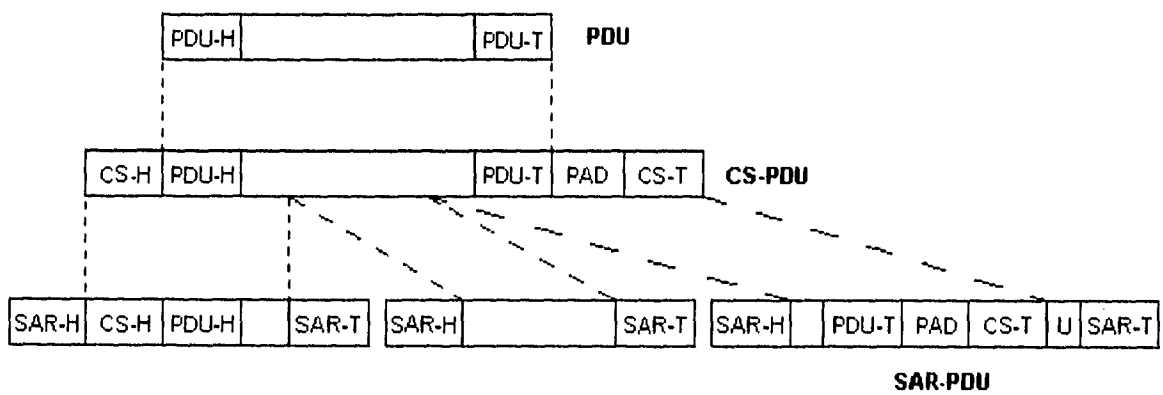 PDU-H PDU-T PDU
CS-H PDU-H PDU-T PAD CS-T CS-PDU
SAR-H CS-H PDU-H SAR-T SAR-H SAR-T SAR-H PDU-T PAD CS-T U SAR-T
SAR-PDU